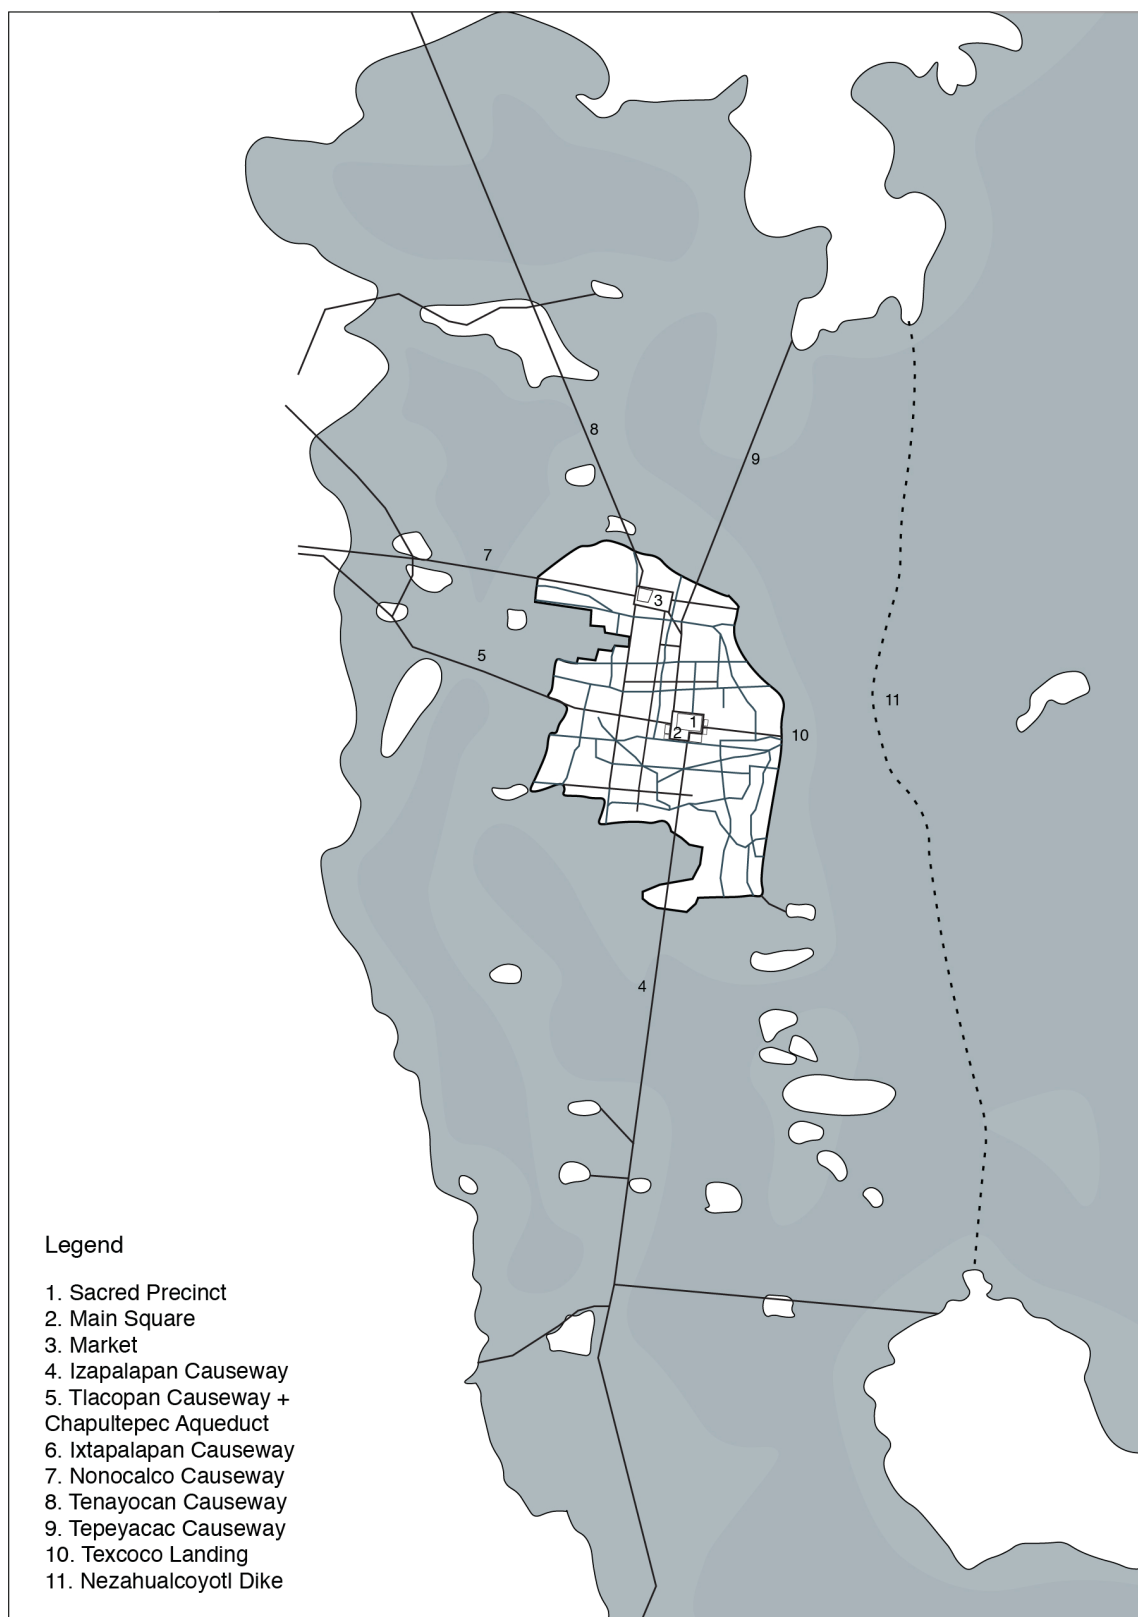 8
9
7
3
5
11
1
2
10
4
Legend
1. Sacred Precinct
2. Main Square
3. Market
4. Izapalapan Causeway
5. Tlacopan Causeway +
Chapultepec Aqueduct
6. Ixtapalapan Causeway
7. Nonocalco Causeway
8. Tenayocan Causeway
9. Tepeyacac Causeway
10. Texcoco Landing
11. Nezahualcoyotl Dike